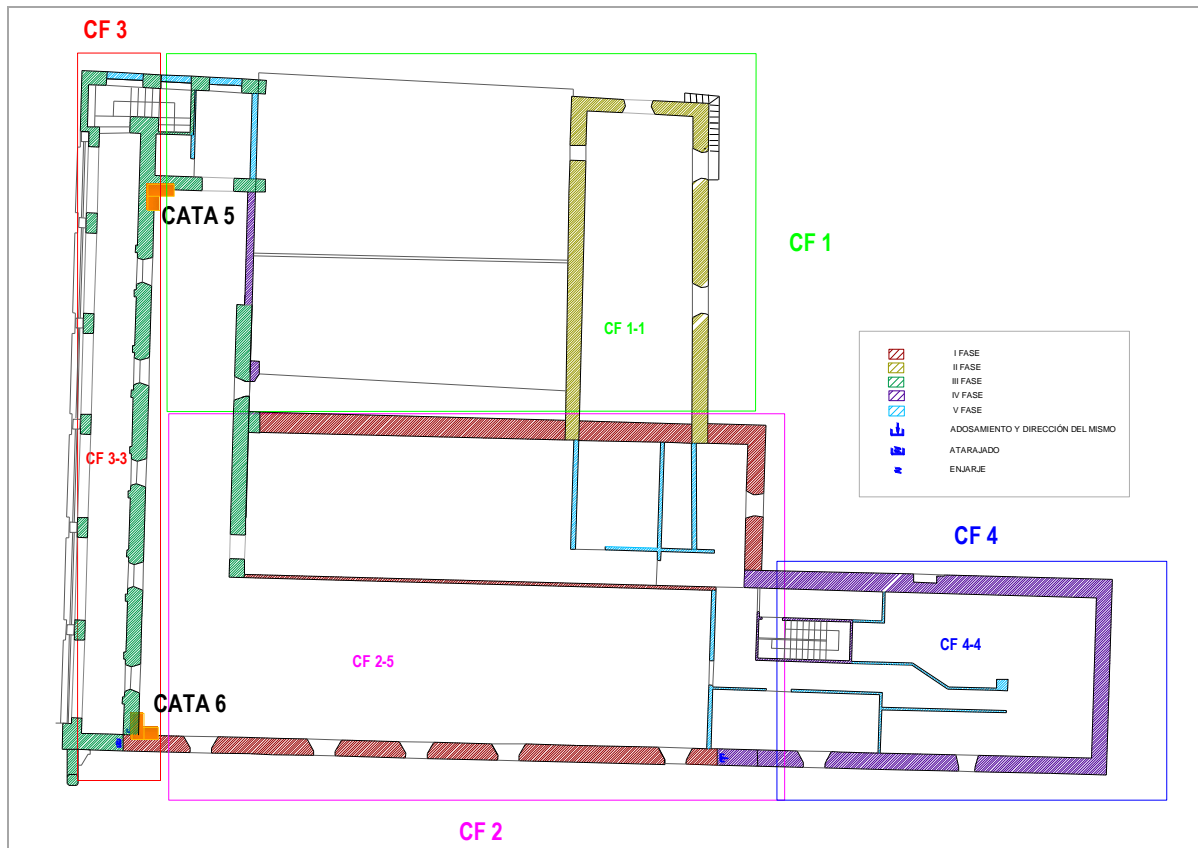 CF 3
CATA 5
CF 1
CF 1-1
I FASE
II FASE
III FASE
IV FASE
V FASE
ADOSAMIENTO Y DIRECCIÓN DEL MISMO
ATARAJADO
ENJARJE
CF 3-3
CF 4
CF 4-4
CF 2-5
CATA 6
CF 2